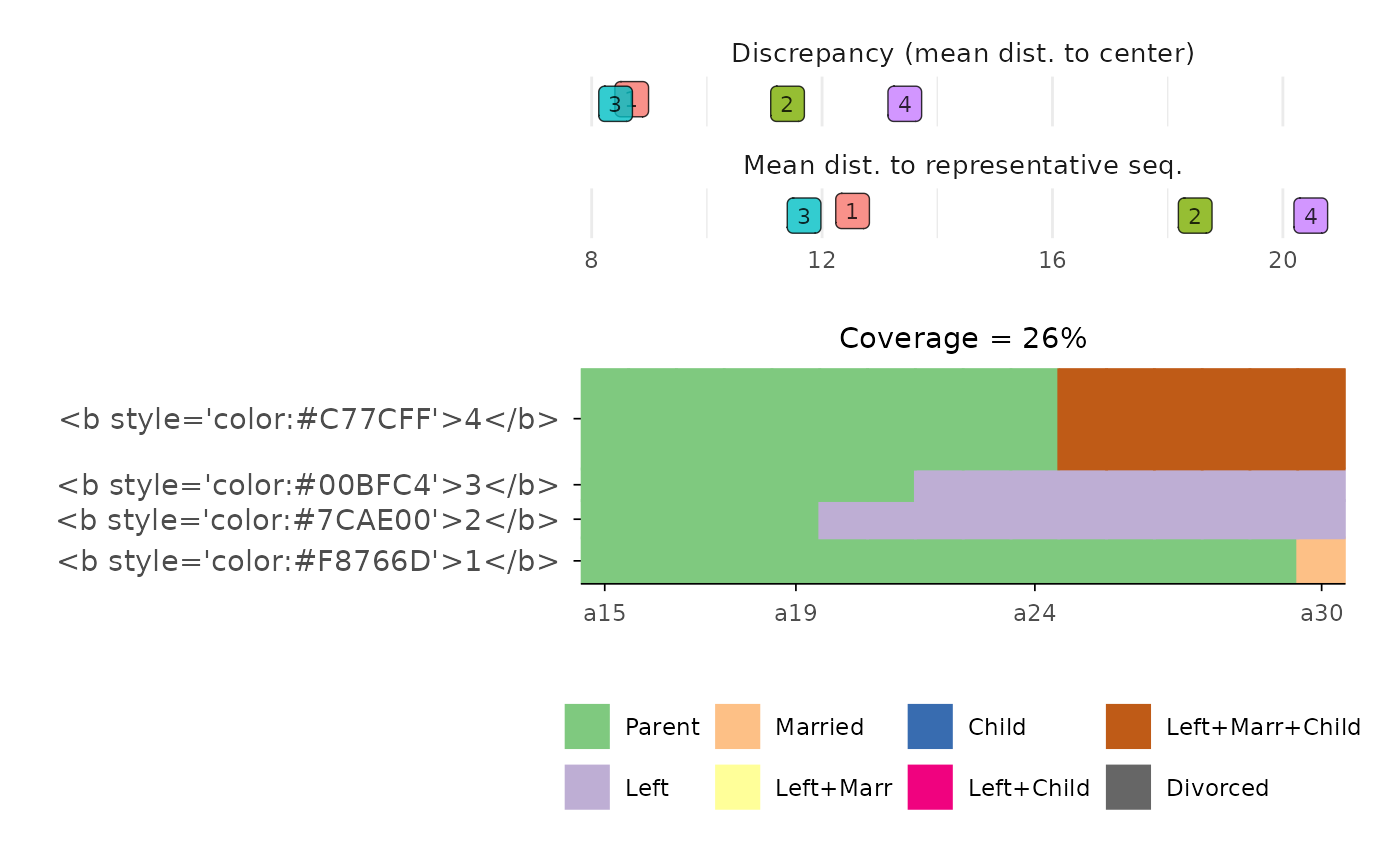 Discrepancy (mean dist. to center)
3 2 4
Mean dist. to representative seq.
3 1 2 4
8 12 16 20
Coverage = 26%
<b style='color:#C77CFF'>4</b>
<b style='color:#00BFC4'>3</b>
<b style='color:#7CAE00'>2</b>
<b style='color:#F8766D'>1</b>
a15 a19 a24 a30
Parent Married Child Left+Marr+Child
Left Left+Marr Left+Child Divorced